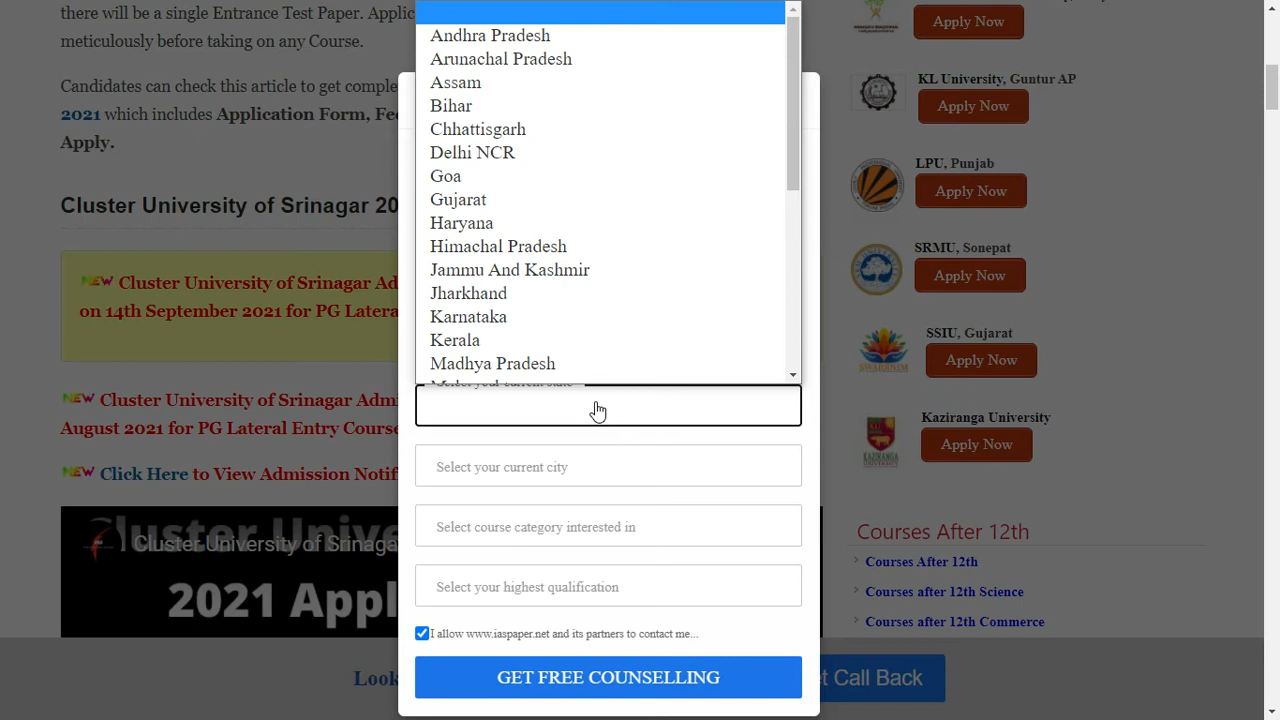 there will be a single Entrance Test Paper. Applic
meticulously before taking on any Course.
Candidates can check this article to get comple
2021 which includes Application Form, Fee
Apply.
Cluster University of Srinagar 20
NEW Cluster University of Srinagar Ad
on 14th September 2021 for PG Latera
NEW Cluster University of Srinagar Adm
August 2021 for PG Lateral Entry Course
NEW Click Here to View Admission Notif
Cluster University of Srinaga
2021 Appl
Look
Andhra Pradesh
Arunachal Pradesh
Assam
Bihar
Chhattisgarh
Delhi NCR
Goa
Gujarat
Haryana
Himachal Pradesh
Jammu And Kashmir
Jharkhand
Karnataka
Kerala
Madhya Pradesh
Select your current city
Select course category interested in
Select your highest qualification
I allow www.iaspaper.net and its partners to contact me...
GET FREE COUNSELLING
t Call Back
Apply Now
KL University, Guntur AP
Apply Now
LPU, Punjab
Apply Now
SRMU, Sonepat
Apply Now
SSIU, Gujarat
Apply Now
Kaziranga University
Apply Now
Courses After 12th
Courses After 12th
Courses after 12th Science
Courses after 12th Commerce